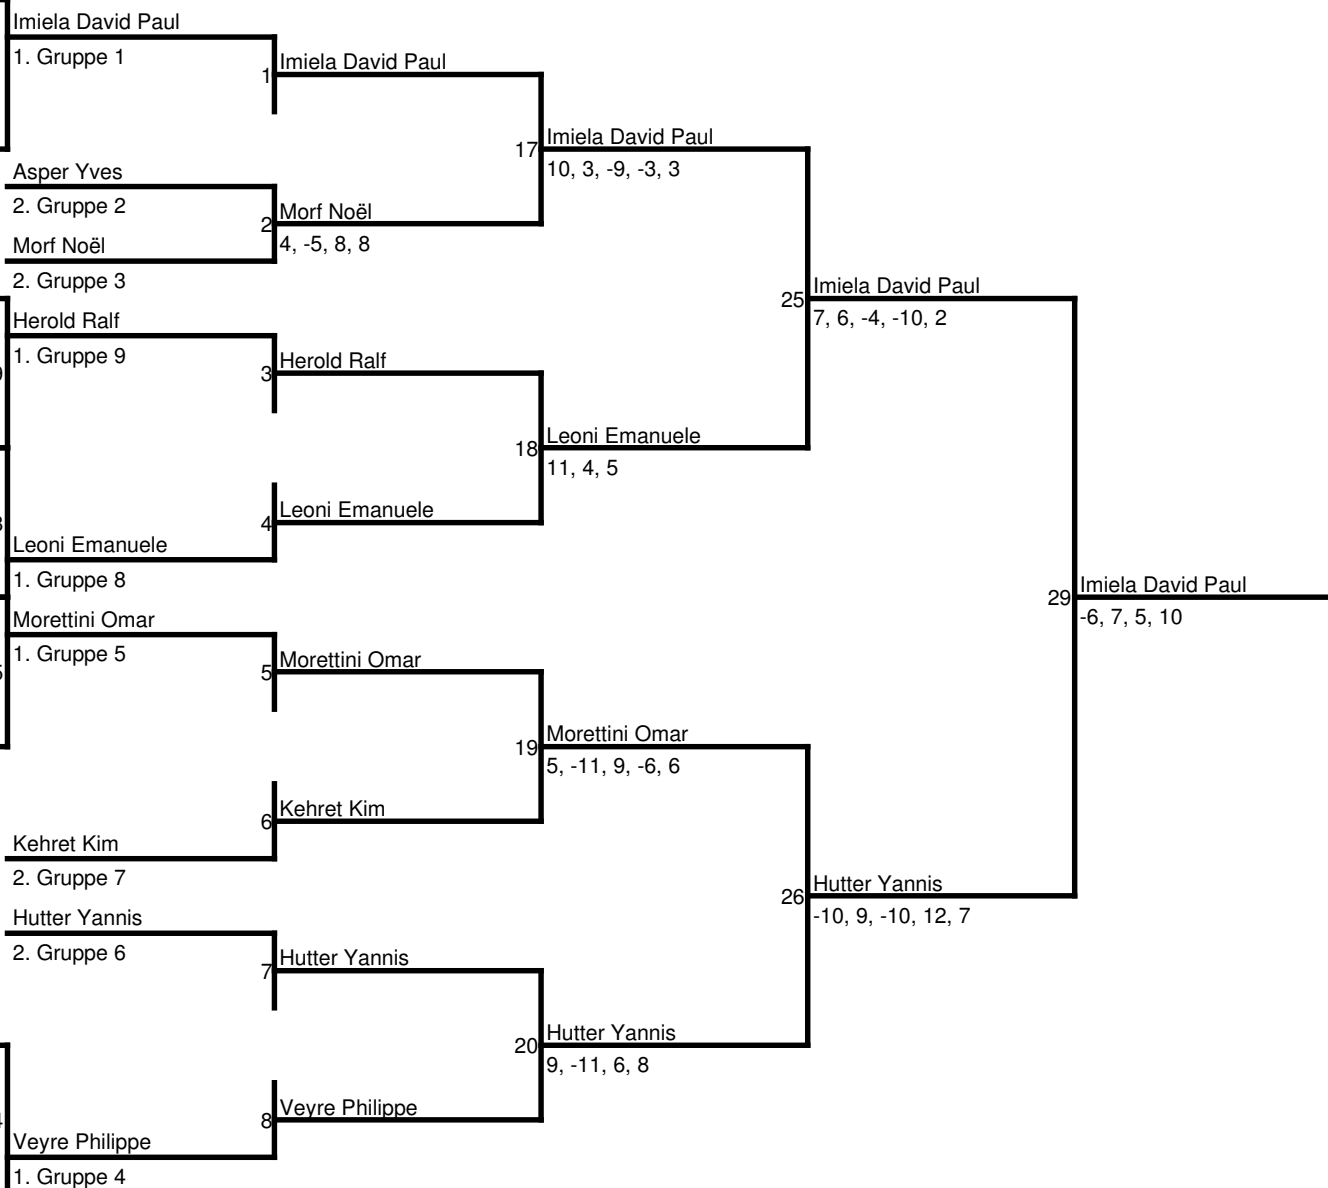 Imiela David Paul
1. Gruppe 1
1
Imiela David Paul
17
Imiela David Paul
10, 3, -9, -3, 3
Asper Yves
2. Gruppe 2
2
Morf Noël
4, -5, 8, 8
Morf Noël
2. Gruppe 3
25
Imiela David Paul
7, 6, -4, -10, 2
Herold Ralf
1. Gruppe 9
3
Herold Ralf
18
Leoni Emanuele
11, 4, 5
4
Leoni Emanuele
Leoni Emanuele
1. Gruppe 8
29
Imiela David Paul
-6, 7, 5, 10
Morettini Omar
1. Gruppe 5
5
Morettini Omar
19
Morettini Omar
5, -11, 9, -6, 6
6
Kehret Kim
Kehret Kim
2. Gruppe 7
26
Hutter Yannis
-10, 9, -10, 12, 7
Hutter Yannis
2. Gruppe 6
7
Hutter Yannis
20
Hutter Yannis
9, -11, 6, 8
8
Veyre Philippe
Veyre Philippe
1. Gruppe 4